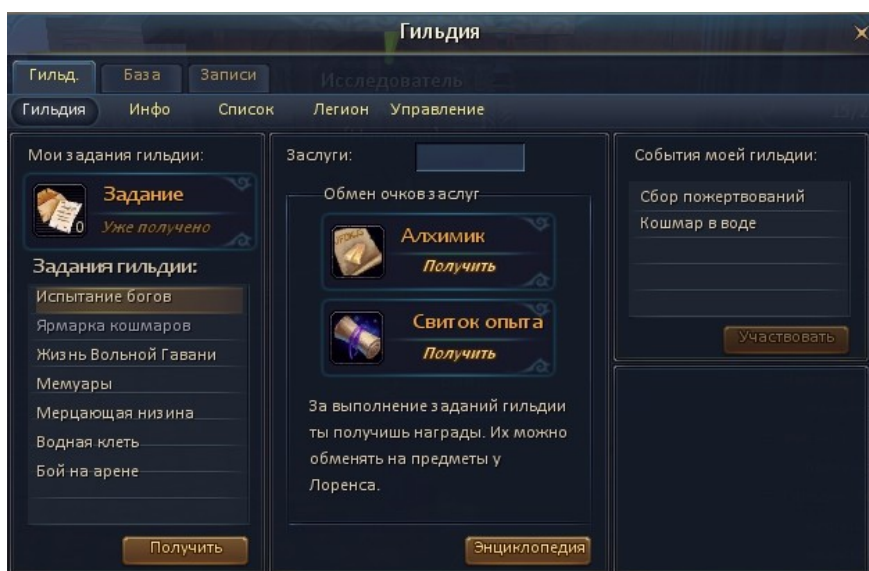 Гильдия
Гильд. База Записи
Исследователь
Гильдия Инфо Список Легион Управление
Мои задания гильдии:
Задание
0
Уже получено
Задания гильдии:
Испытание богов
Ярмарка кошмаров
Жизнь Вольной Гавани
Мемуары
Мерцающая низина
Водная клеть
Бой на арене
Получить
Заслуги:
Обмен очков заслуг
Алхимик
Получить
Свиток опыта
Получить
За выполнение заданий гильдии
ты получишь награды. Их можно
обменять на предметы у
Лоренса.
Энциклопедия
События моей гильдии:
Сбор пожертвований
Кошмар в воде
Участвовать